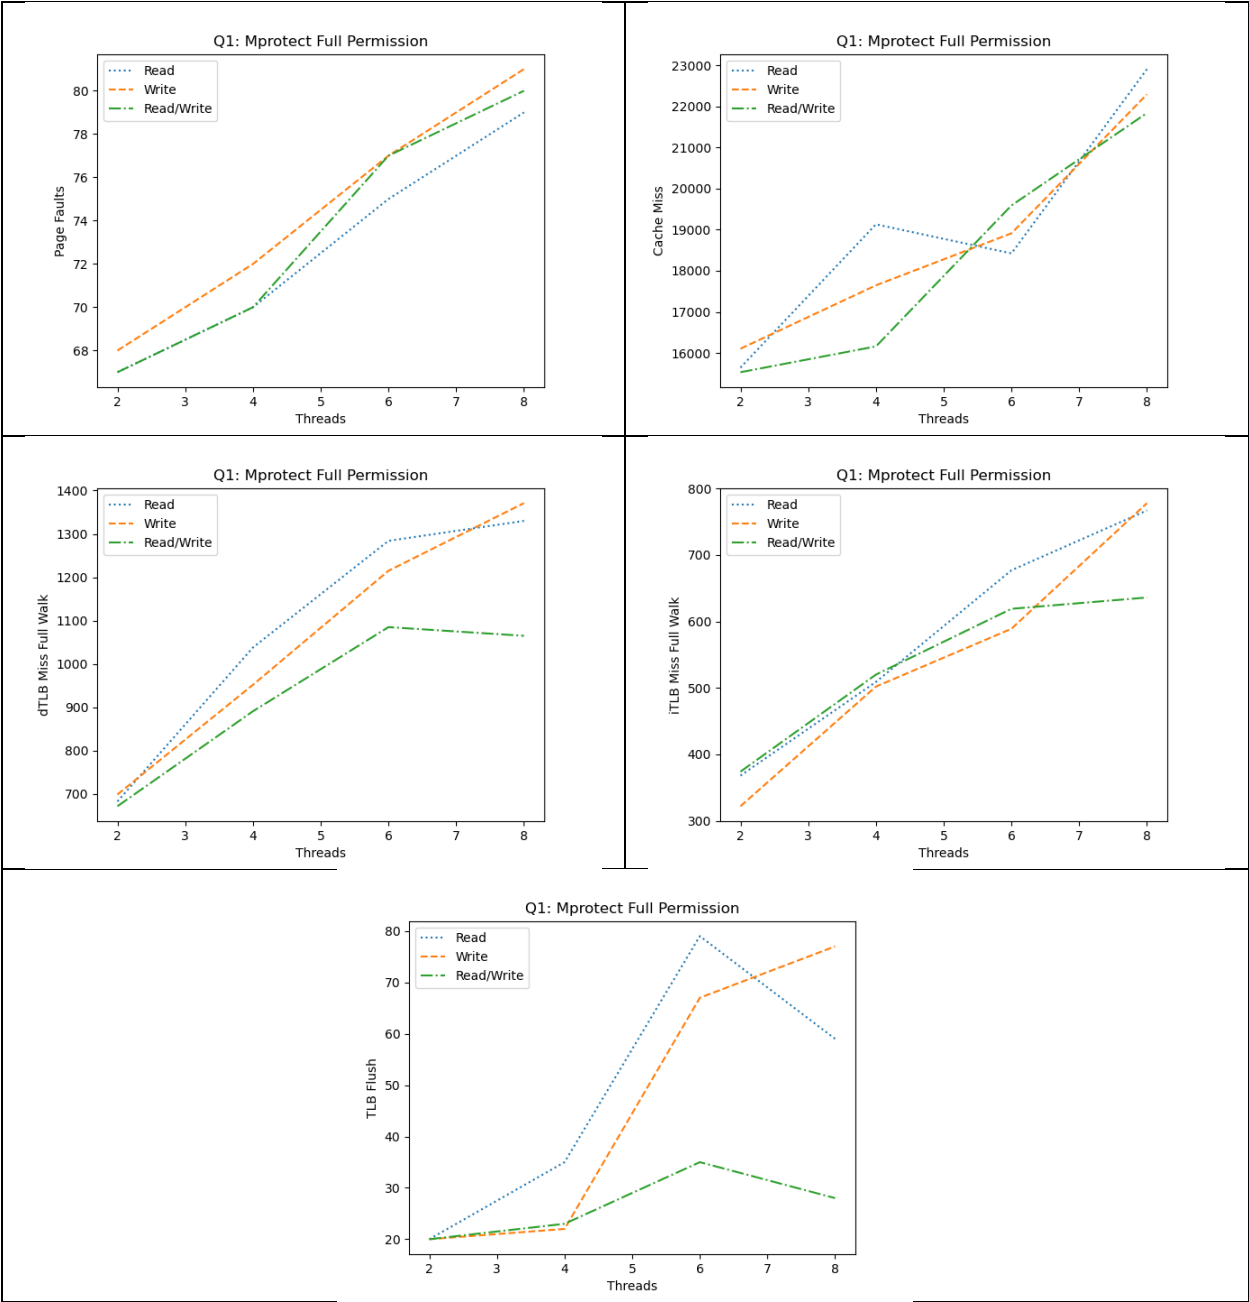 Q1: Mprotect Full Permission
Read
Write
Read/Write
80
78
76
74
72
70
68
Page Faults
2 3 4 5 6 7 8
Threads
Q1: Mprotect Full Permission
Read
Write
Read/Write
23000
22000
21000
20000
19000
18000
17000
16000
Cache Miss
2 3 4 5 6 7 8
Threads
Q1: Mprotect Full Permission
Read
Write
Read/Write
1400
1300
1200
1100
1000
900
800
700
dTLB Miss Full Walk
2 3 4 5 6 7 8
Threads
Q1: Mprotect Full Permission
Read
Write
Read/Write
800
700
600
500
400
300
iTLB Miss Full Walk
2 3 4 5 6 7 8
Threads
Q1: Mprotect Full Permission
Read
Write
Read/Write
80
70
60
50
40
30
20
TLB Flush
2 3 4 5 6 7 8
Threads